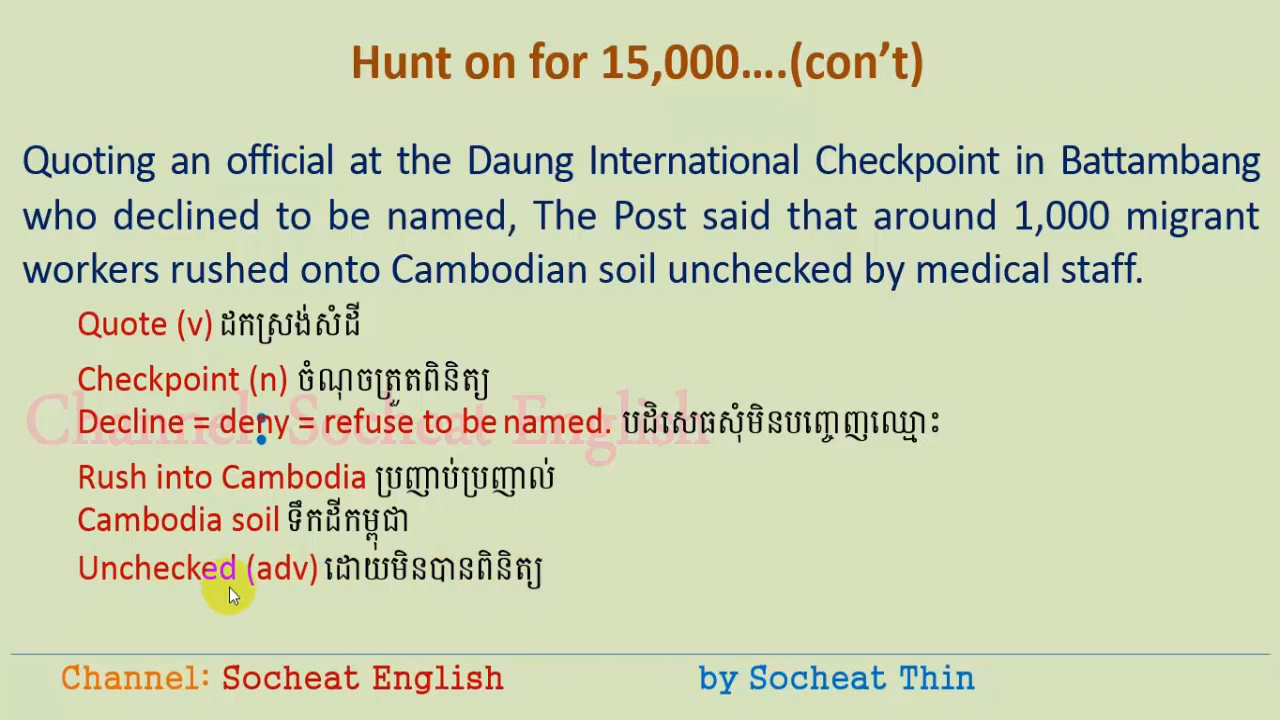 Hunt on for 15,000….(con’t)
Quoting an official at the Daung International Checkpoint in Battambang
who declined to be named, The Post said that around 1,000 migrant
workers rushed onto Cambodian soil unchecked by medical staff.
Quote (v) ដកស្រង់សំដី
Checkpoint (n) ចំណុចត្រួតពិនិត្យ
Channel: Socheat English
Decline = deny = refuse to be named. បដិសេធសុំមិនបញ្ចេញឈ្មោះ
Rush into Cambodia ប្រញាប់ប្រញាល់
Cambodia soil ទឹកដីកម្ពុជា
Unchecked (adv) ដោយមិនបានពិនិត្យ
Channel: Socheat English by Socheat Thin